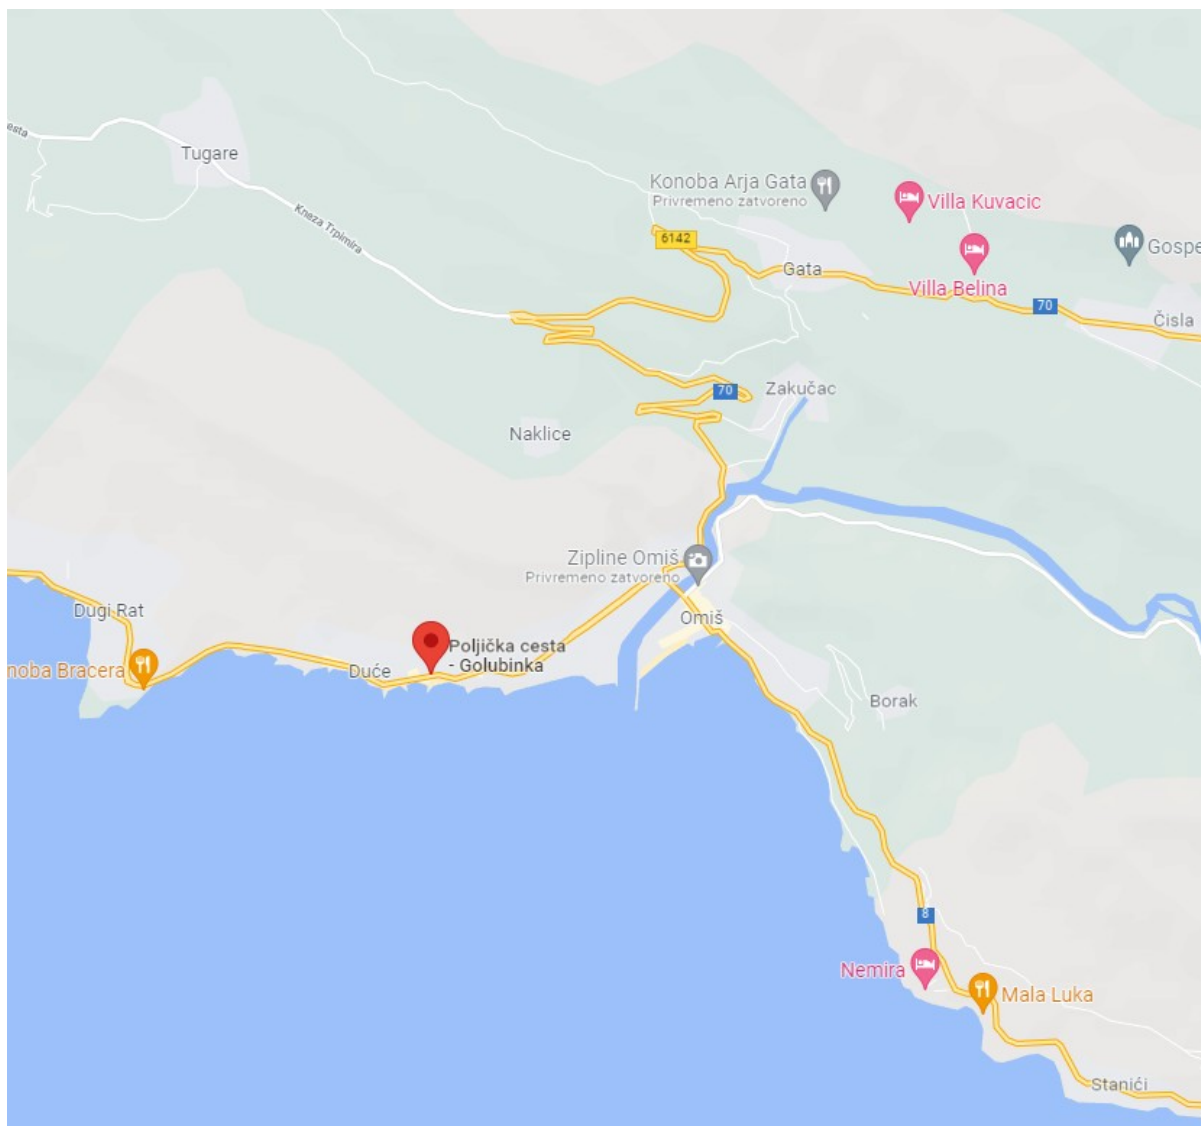 esta
Tugare
Kneza Trpimira
Konoba Arja Gata
Privremeno zatvoreno
Villa Kuvacic
6142
Gata
Villa Belina
Gospe
70
Čisla
70
Zakučac
Naklice
Zipline Omiš
Privremeno zatvoreno
Omiš
Dugi Rat
noba Bracera
Duće
Poljička cesta
- Golubinka
Borak
8
Nemira
Mala Luka
Stanići